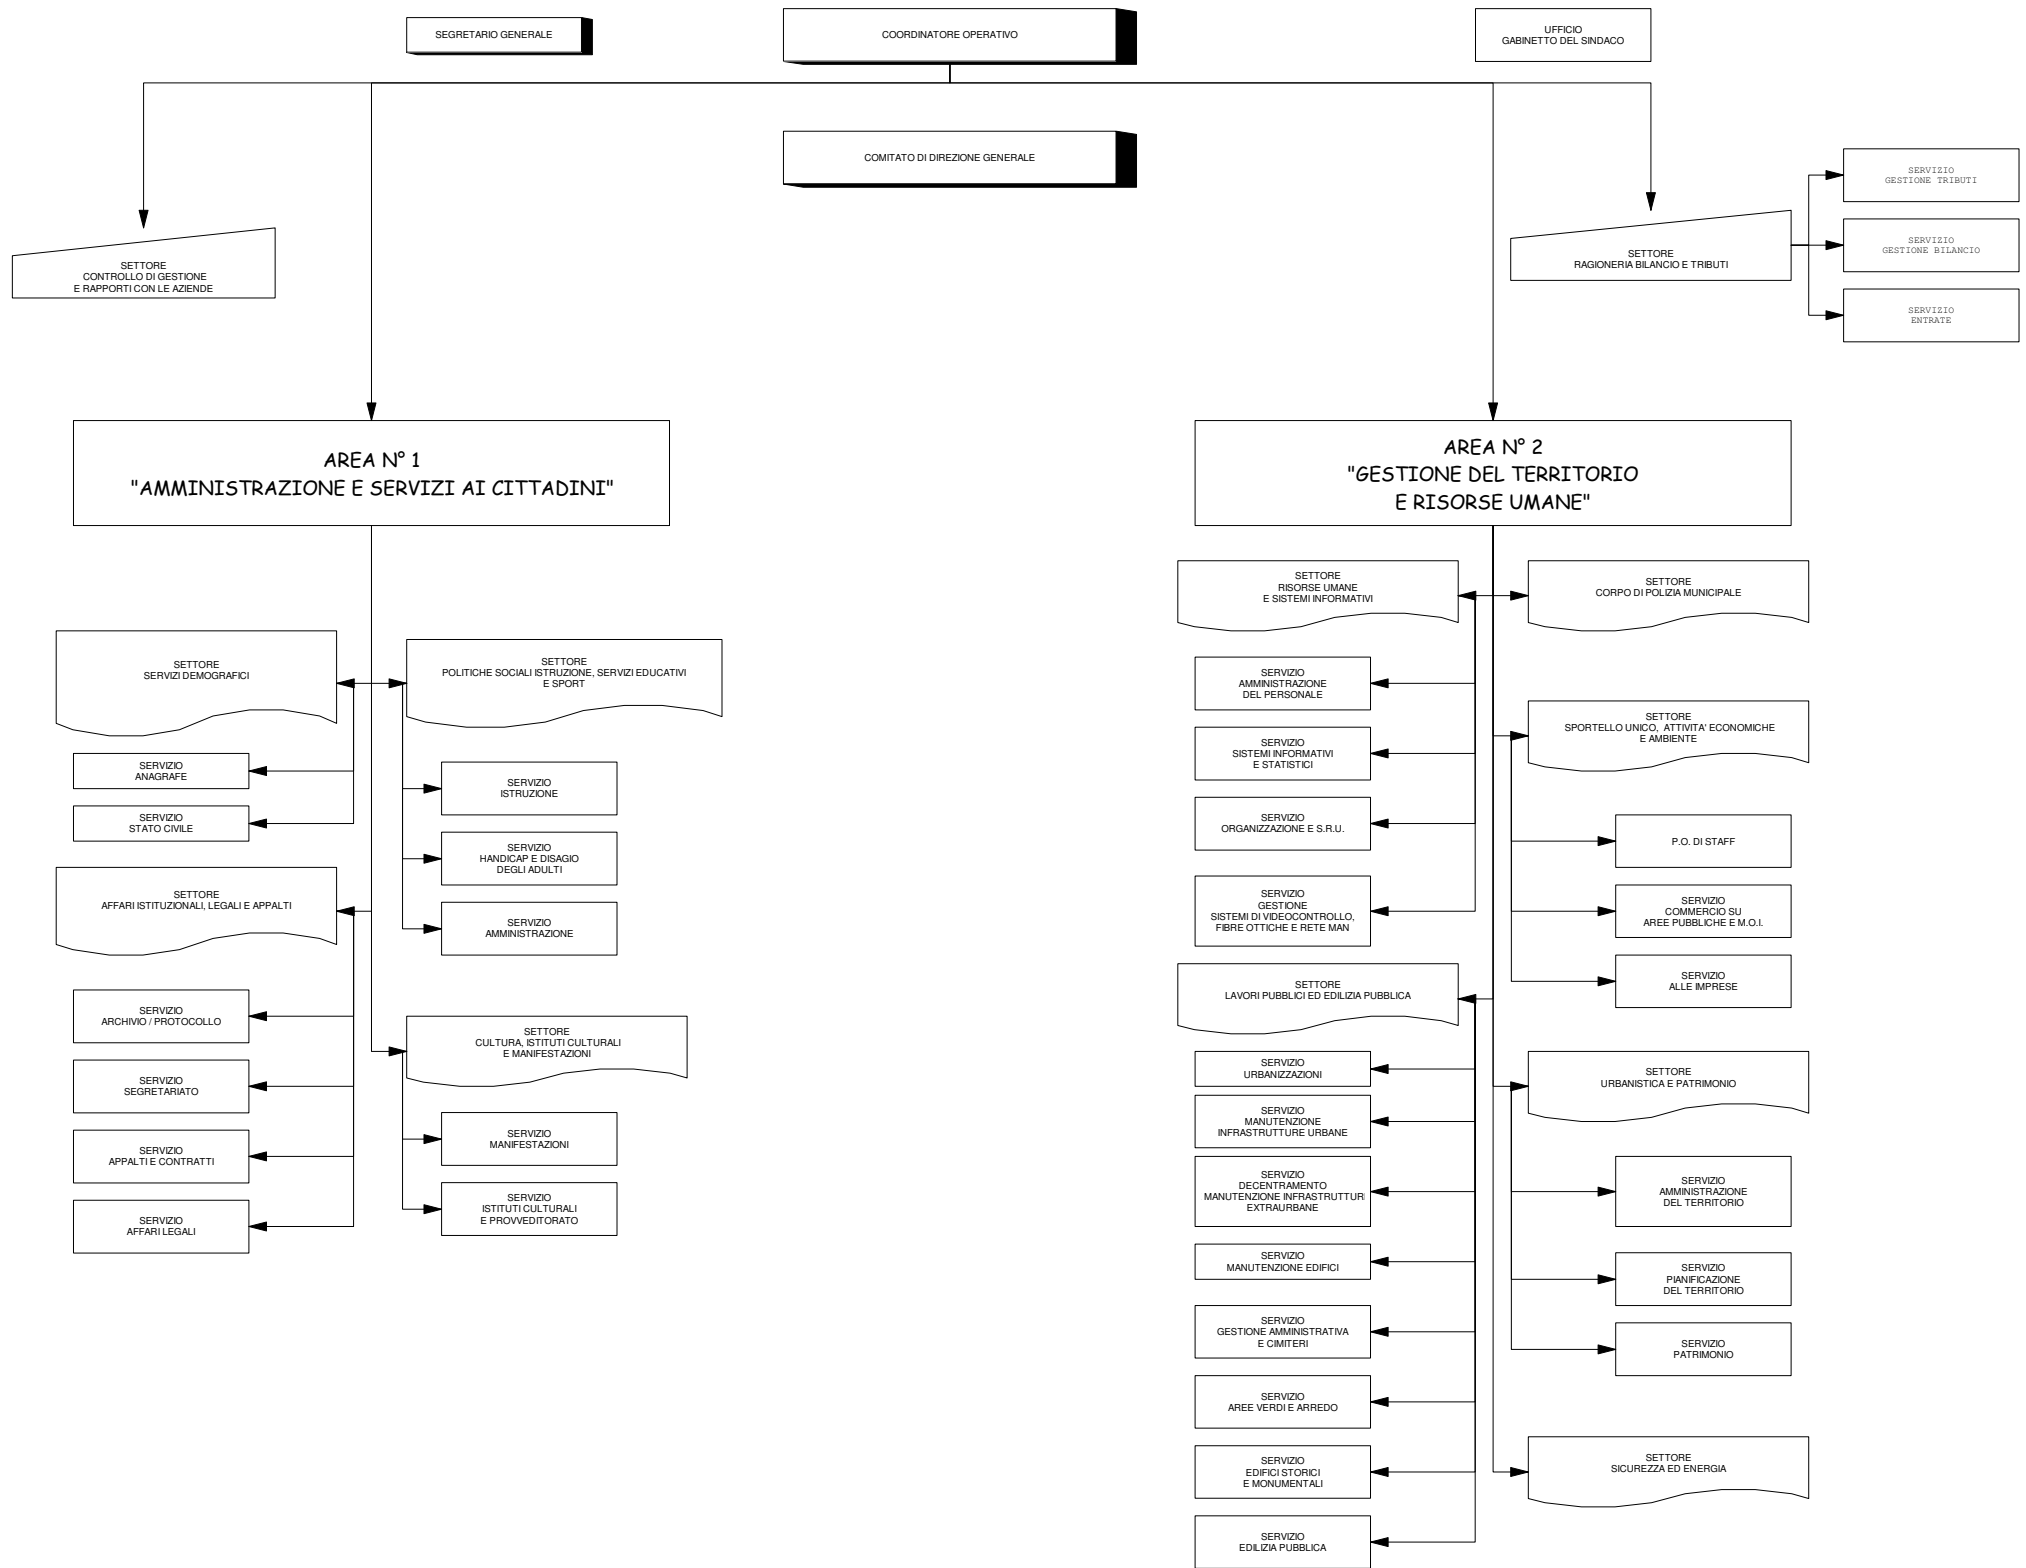 SEGRETARIO GENERALE
COORDINATORE OPERATIVO
UFFICIO
GABINETTO DEL SINDACO
COMITATO DI DIREZIONE GENERALE
SETTORE
CONTROLLO DI GESTIONE
E RAPPORTI CON LE AZIENDE
SETTORE
RAGIONERIA BILANCIO E TRIBUTI
SERVIZIO
GESTIONE TRIBUTI
SERVIZIO
GESTIONE BILANCIO
SERVIZIO
ENTRATE
AREA N° 1
"AMMINISTRAZIONE E SERVIZI AI CITTADINI"
SETTORE
SERVIZI DEMOGRAFICI
SERVIZIO
ANAGRAFE
SERVIZIO
STATO CIVILE
SETTORE
AFFARI ISTITUZIONALI, LEGALI E APPALTI
SERVIZIO
ARCHIVIO / PROTOCOLLO
SERVIZIO
SEGRETARIATO
SERVIZIO
APPALTI E CONTRATTI
SERVIZIO
AFFARI LEGALI
SETTORE
POLITICHE SOCIALI ISTRUZIONE, SERVIZI EDUCATIVI
E SPORT
SERVIZIO
ISTRUZIONE
SERVIZIO
HANDICAP E DISAGIO
DEGLI ADULTI
SERVIZIO
AMMINISTRAZIONE
SETTORE
CULTURA, ISTITUTI CULTURALI
E MANIFESTAZIONI
SERVIZIO
MANIFESTAZIONI
SERVIZIO
ISTITUTI CULTURALI
E PROVVEDITORATO
AREA N° 2
"GESTIONE DEL TERRITORIO
E RISORSE UMANE"
SETTORE
RISORSE UMANE
E SISTEMI INFORMATIVI
SERVIZIO
AMMINISTRAZIONE
DEL PERSONALE
SERVIZIO
SISTEMI INFORMATIVI
E STATISTICI
SERVIZIO
ORGANIZZAZIONE E S.R.U.
SERVIZIO
GESTIONE
SISTEMI DI VIDEOCONTROLLO,
FIBRE OTTICHE E RETE MAN
SETTORE
LAVORI PUBBLICI ED EDILIZIA PUBBLICA
SERVIZIO
URBANIZZAZIONI
SERVIZIO
MANUTENZIONE
INFRASTRUTTURE URBANE
SERVIZIO
DECENTRAMENTO
MANUTENZIONE INFRASTRUTTUR
EXTRAURBANE
SERVIZIO
MANUTENZIONE EDIFICI
SERVIZIO
GESTIONE AMMINISTRATIVA
E CIMITERI
SERVIZIO
AREE VERDI E ARREDO
SERVIZIO
EDIFICI STORICI
E MONUMENTALI
SERVIZIO
EDILIZIA PUBBLICA
SETTORE
CORPO DI POLIZIA MUNICIPALE
SETTORE
SPORTELLO UNICO, ATTIVITA' ECONOMICHE
E AMBIENTE
P.O. DI STAFF
SERVIZIO
COMMERCIO SU
AREE PUBBLICHE E M.O.I.
SERVIZIO
ALLE IMPRESE
SETTORE
URBANISTICA E PATRIMONIO
SERVIZIO
AMMINISTRAZIONE
DEL TERRITORIO
SERVIZIO
PIANIFICAZIONE
DEL TERRITORIO
SERVIZIO
PATRIMONIO
SETTORE
SICUREZZA ED ENERGIA